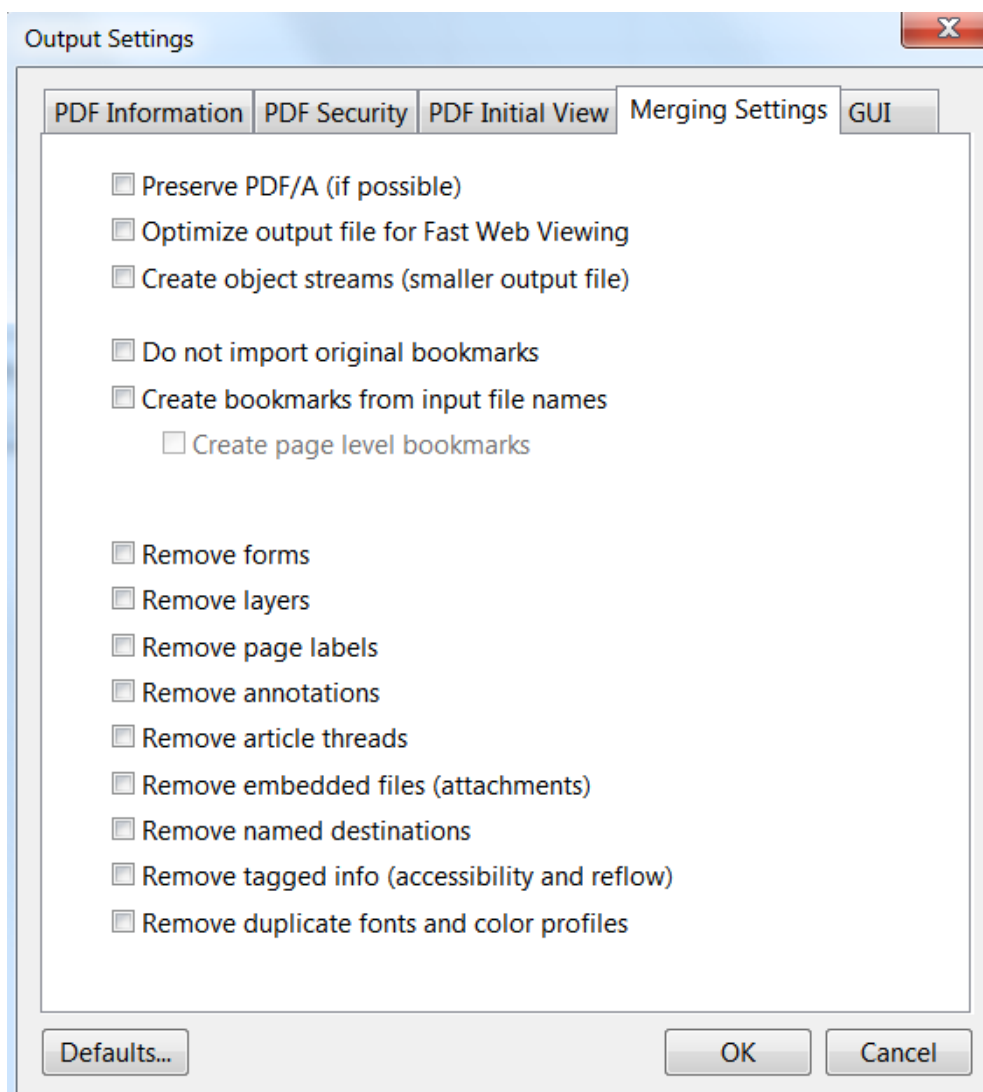 Output Settings
PDF Information PDF Security PDF Initial View Merging Settings GUI
Preserve PDF/A (if possible)
Optimize output file for Fast Web Viewing
Create object streams (smaller output file)
Do not import original bookmarks
Create bookmarks from input file names
Create page level bookmarks
Remove forms
Remove layers
Remove page labels
Remove annotations
Remove article threads
Remove embedded files (attachments)
Remove named destinations
Remove tagged info (accessibility and reflow)
Remove duplicate fonts and color profiles
Defaults... OK Cancel